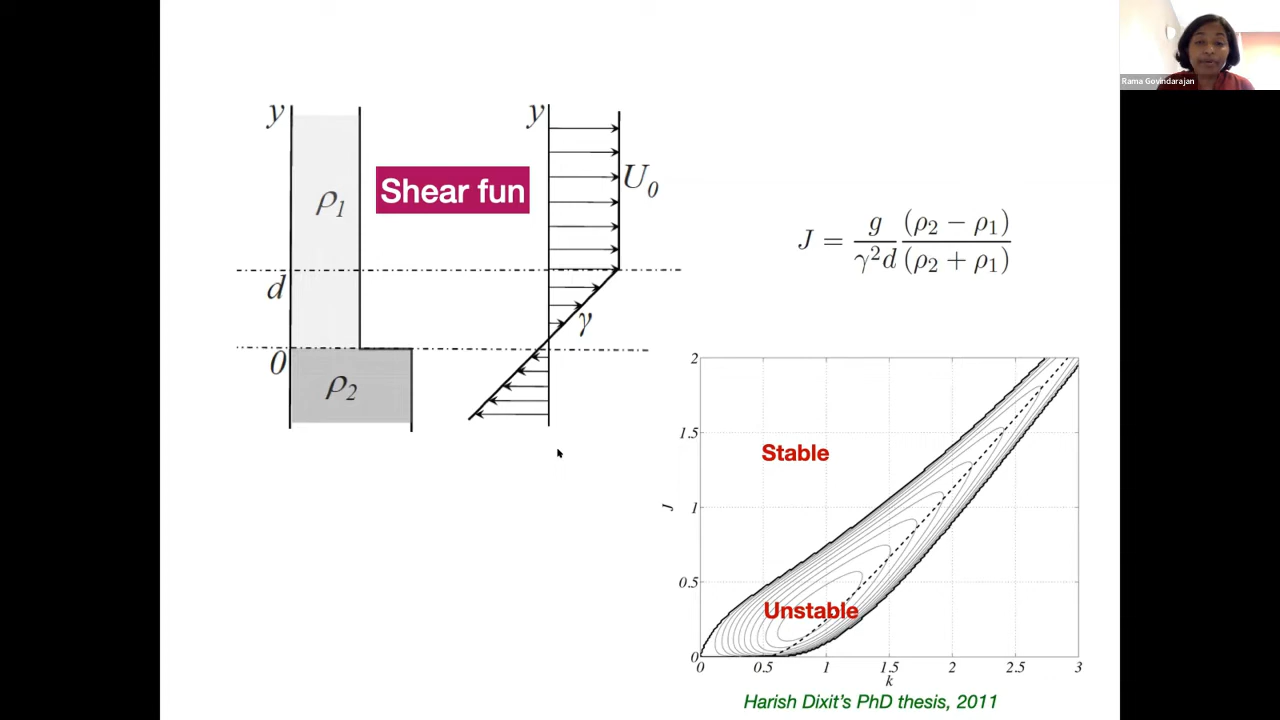 Rama Govindarajan
y
y
ρ1
Shear fun
U0
J = g/γ²d (ρ2 − ρ1)/(ρ2 + ρ1)
d
γ
0
ρ2
2
1.5
1
0.5
0
J
Stable
Unstable
0 0.5 1 1.5 2 2.5 3
k
Harish Dixit's PhD thesis, 2011